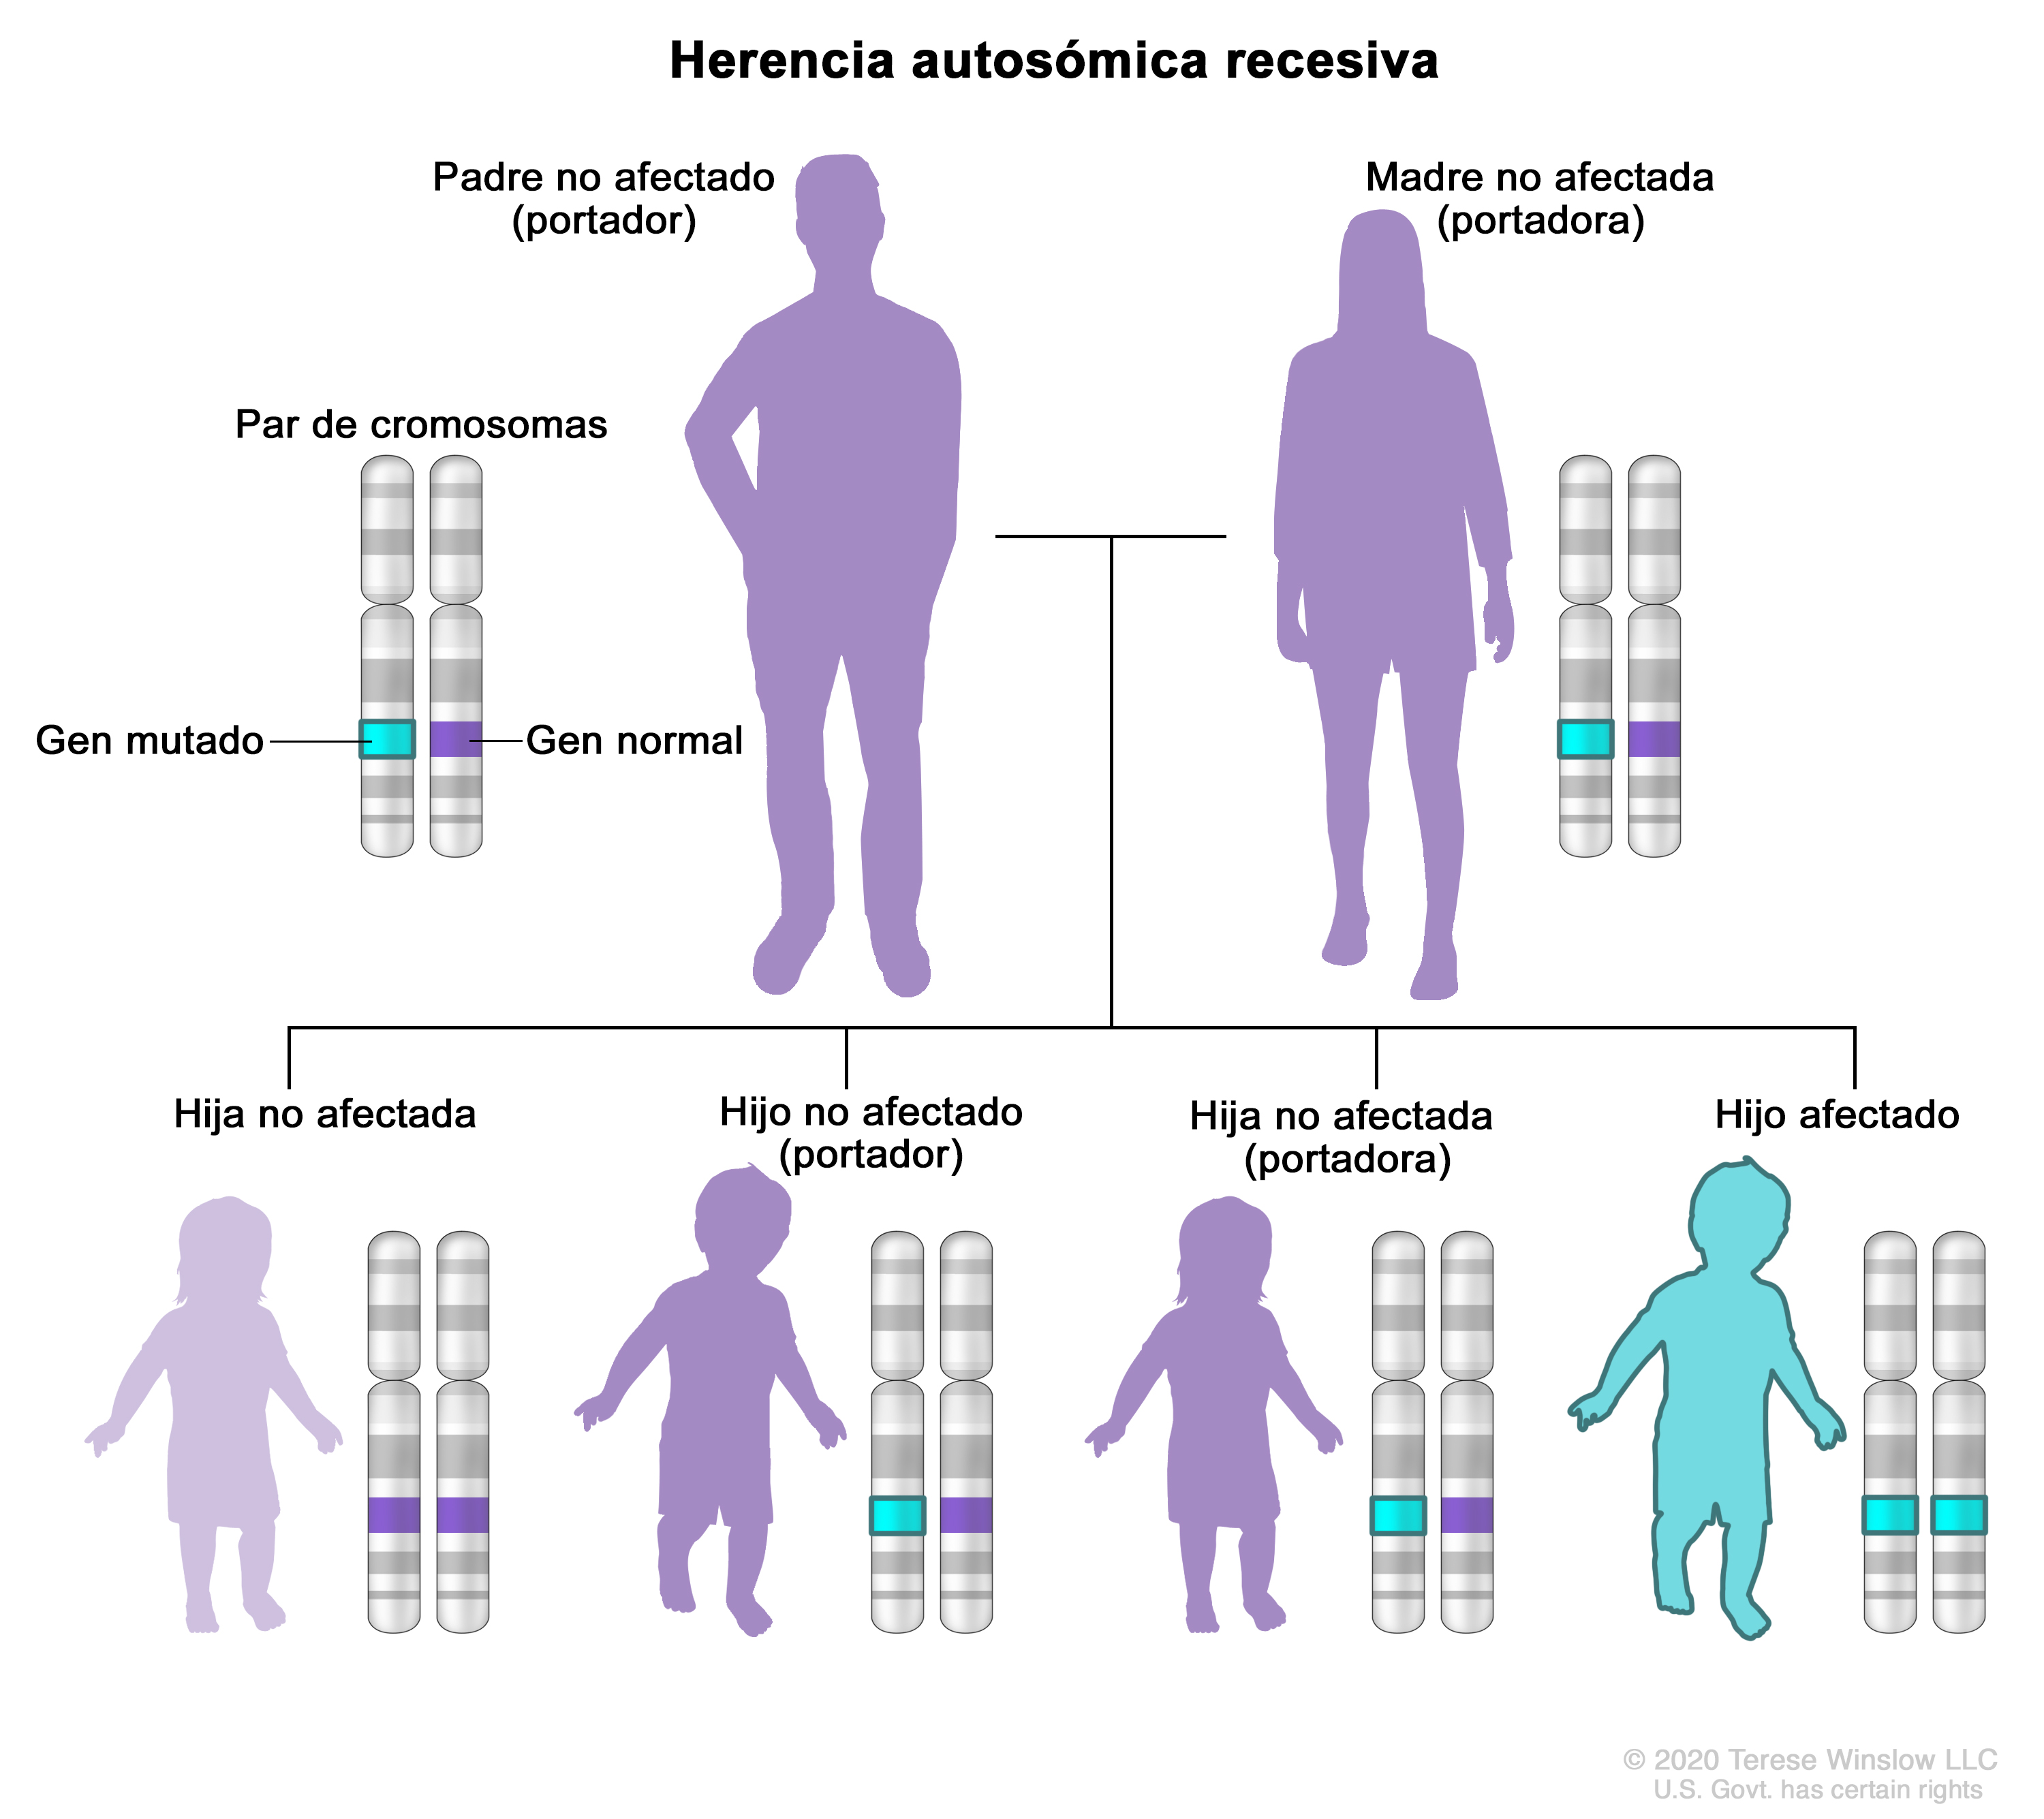 Herencia autosómica recesiva
Padre no afectado
(portador)
Madre no afectada
(portadora)
Par de cromosomas
Gen mutado
Gen normal
Hija no afectada
Hijo no afectado
(portador)
Hija no afectada
(portadora)
Hijo afectado
© 2020 Terese Winslow LLC
U.S. Govt. has certain rights